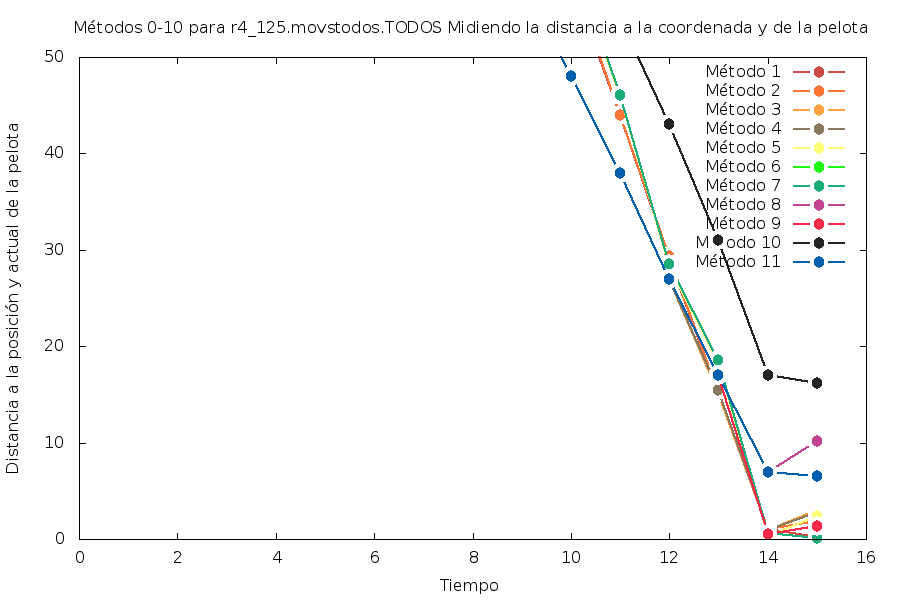 Métodos 0-10 para r4_125.movstodos.TODOS Midiendo la distancia a la coordenada y de la pelota
50
40
30
20
10
0
Distancia a la posición y actual de la pelota
Método 1
Método 2
Método 3
Método 4
Método 5
Método 6
Método 7
Método 8
Método 9
M odo 10
Método 11
0 2 4 6 8 10 12 14 16
Tiempo